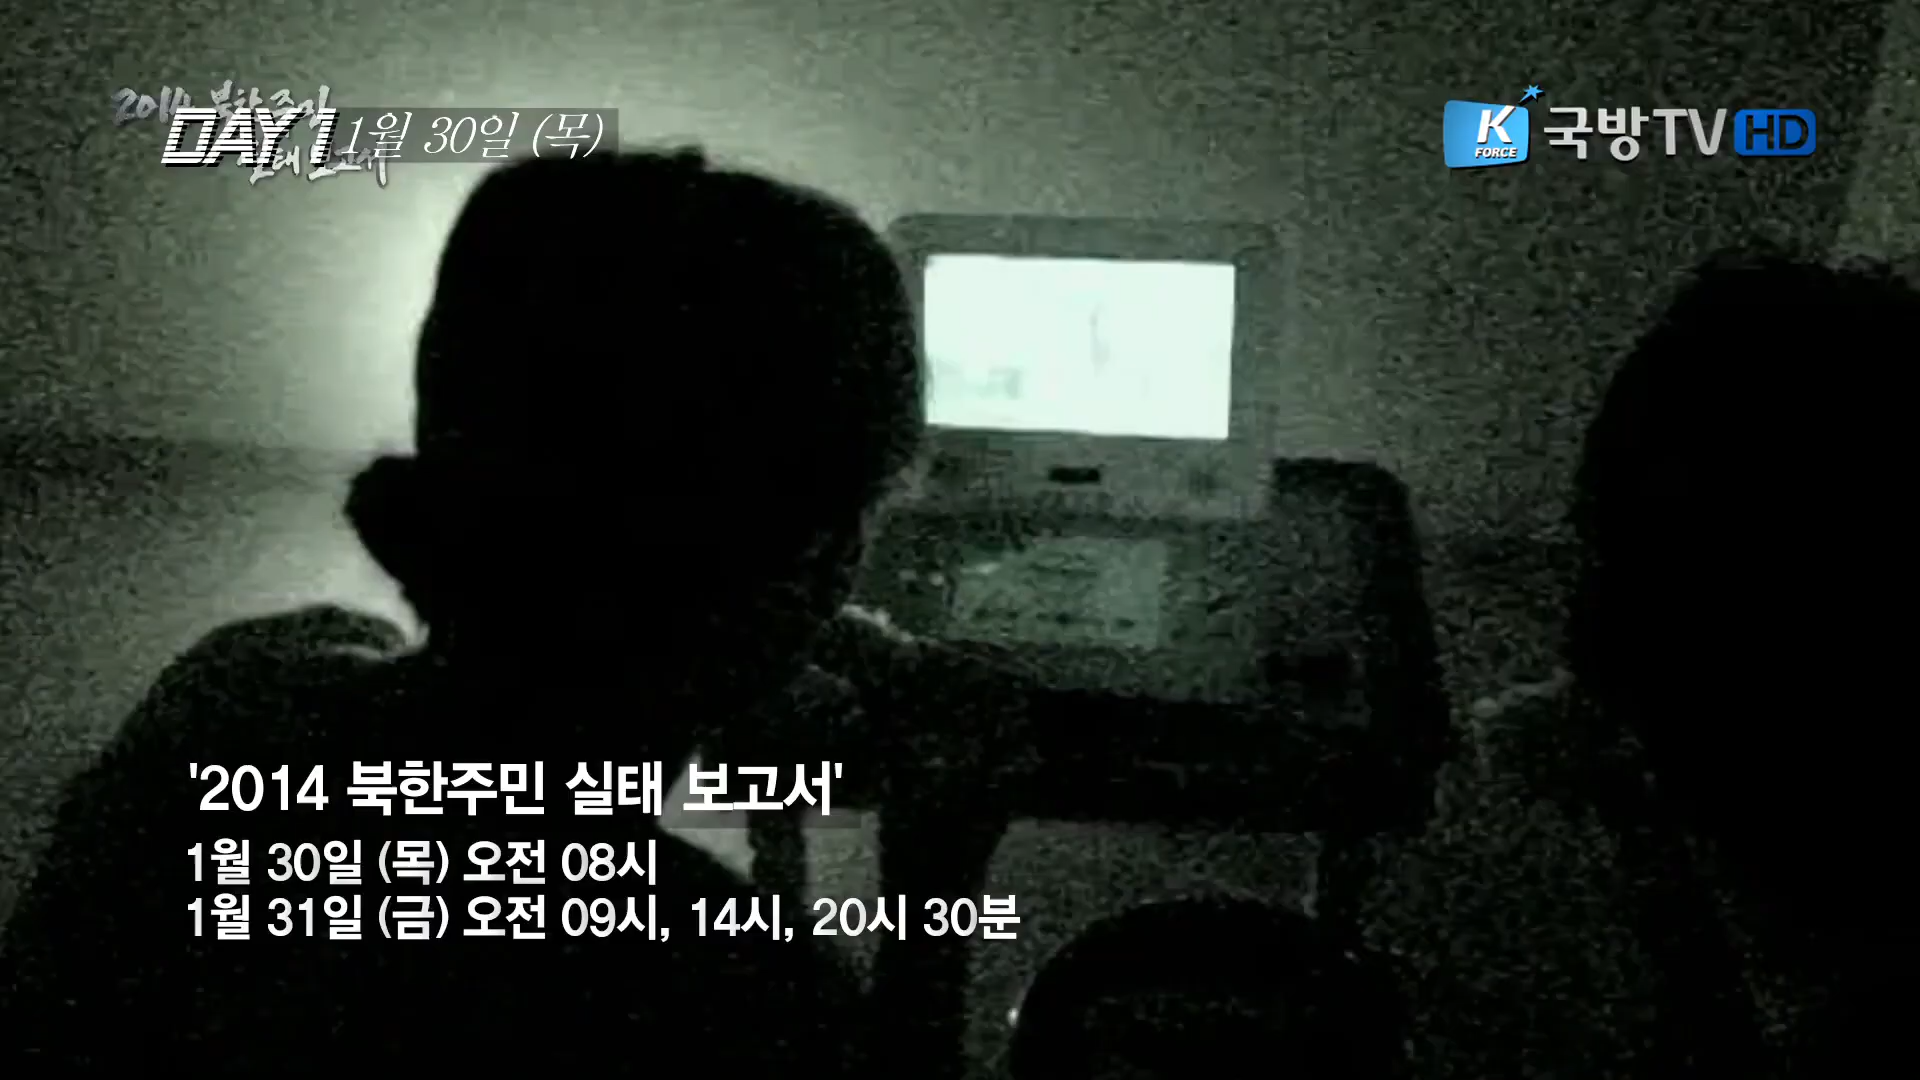 2014 북한주민
실태보고서
DAY 1 1월 30일 (목)
K FORCE 국방TV HD
'2014 북한주민 실태 보고서'
1월 30일 (목) 오전 08시
1월 31일 (금) 오전 09시, 14시, 20시 30분